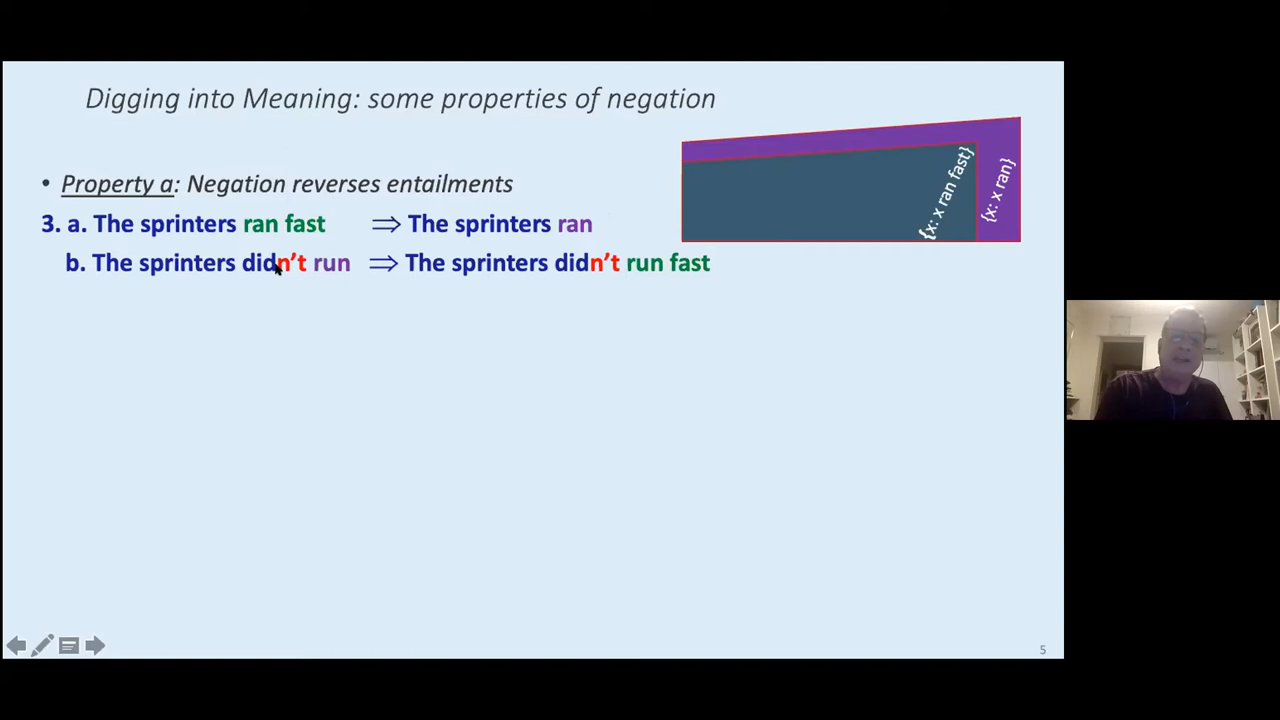 Digging into Meaning: some properties of negation
• Property a: Negation reverses entailments
3. a. The sprinters ran fast ⇒ The sprinters ran
b. The sprinters didn't run ⇒ The sprinters didn't run fast
{x: x ran fast}
{x: x ran}
5